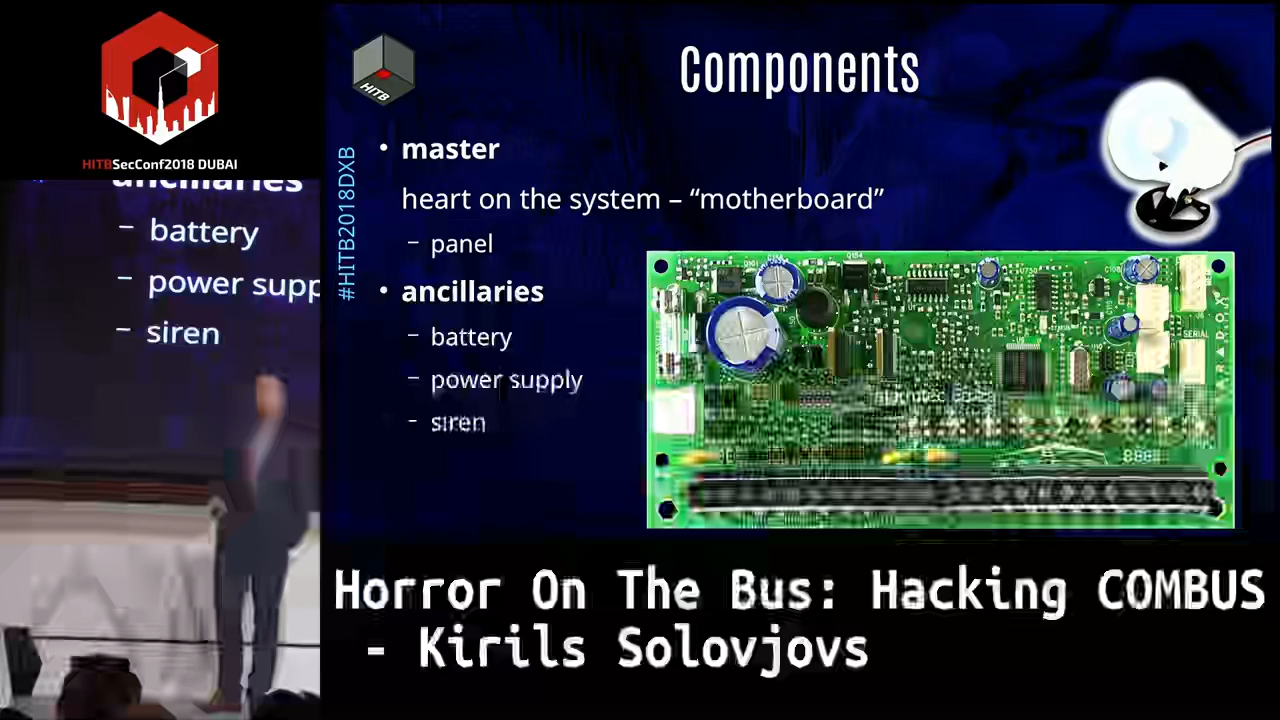 HITBSecConf2018 DUBAI
ancillaries
– battery
– power supp
– siren
HITB
#HITB2018DXB
Components
• master
heart on the system – “motherboard”
– panel
• ancillaries
– battery
– power supply
– siren
SERIAL
PARADOX
Horror On The Bus: Hacking COMBUS
- Kirils Solovjovs